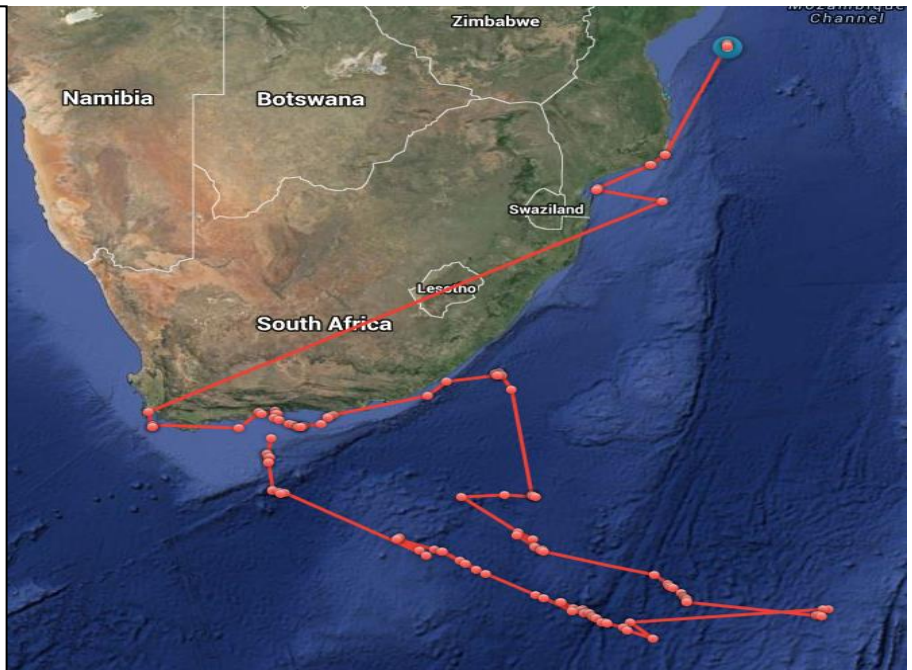 Mozambique
Channel
Zimbabwe
Namibia
Botswana
Swaziland
Lesotho
South Africa